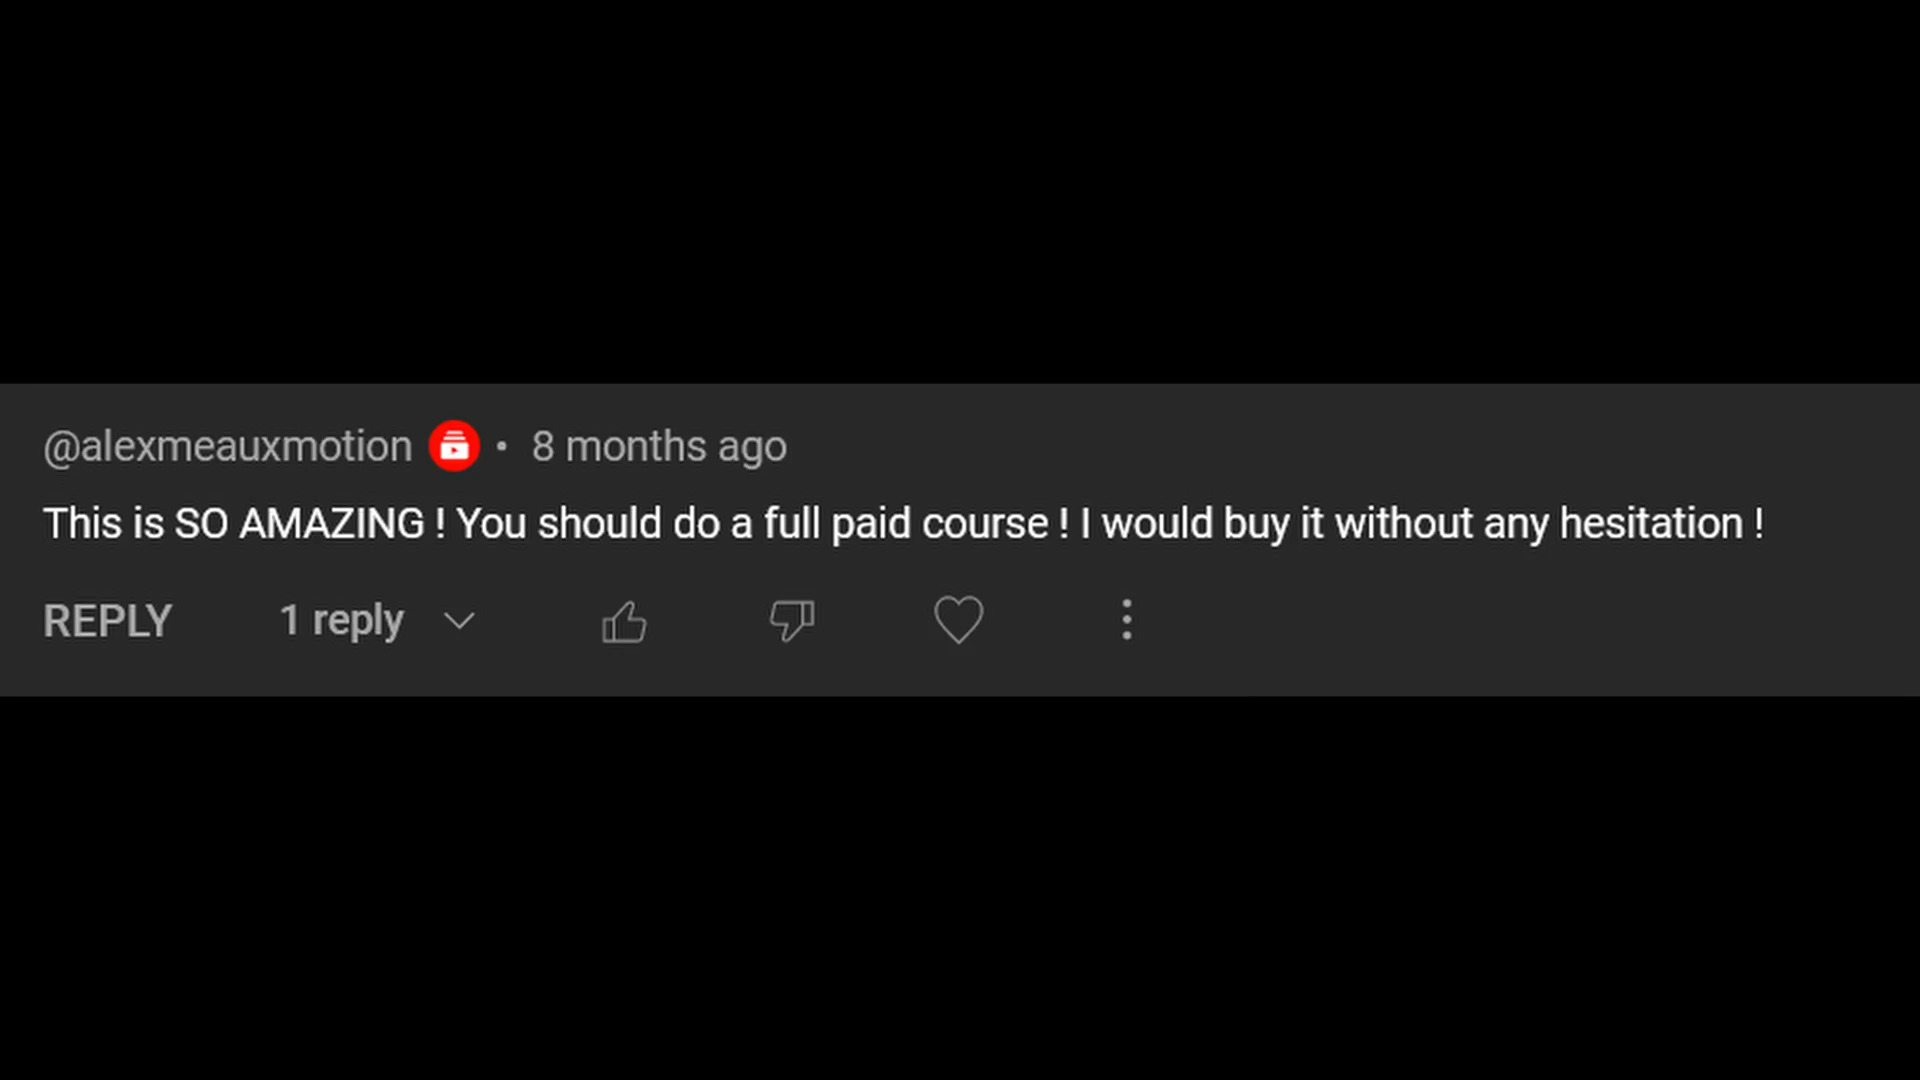 @alexmeauxmotion • 8 months ago
This is SO AMAZING ! You should do a full paid course ! I would buy it without any hesitation !
REPLY 1 reply